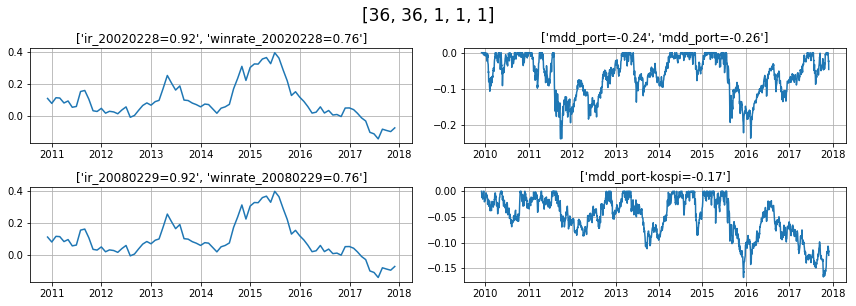 [36, 36, 1, 1, 1]
['ir_20020228=0.92', 'winrate_20020228=0.76']
0.4
0.2
0.0
2011 2012 2013 2014 2015 2016 2017 2018
['mdd_port=-0.24', 'mdd_port=-0.26']
0.0
−0.1
−0.2
2010 2011 2012 2013 2014 2015 2016 2017 2018
['ir_20080229=0.92', 'winrate_20080229=0.76']
0.4
0.2
0.0
2011 2012 2013 2014 2015 2016 2017 2018
['mdd_port-kospi=-0.17']
0.00
−0.05
−0.10
−0.15
2010 2011 2012 2013 2014 2015 2016 2017 2018